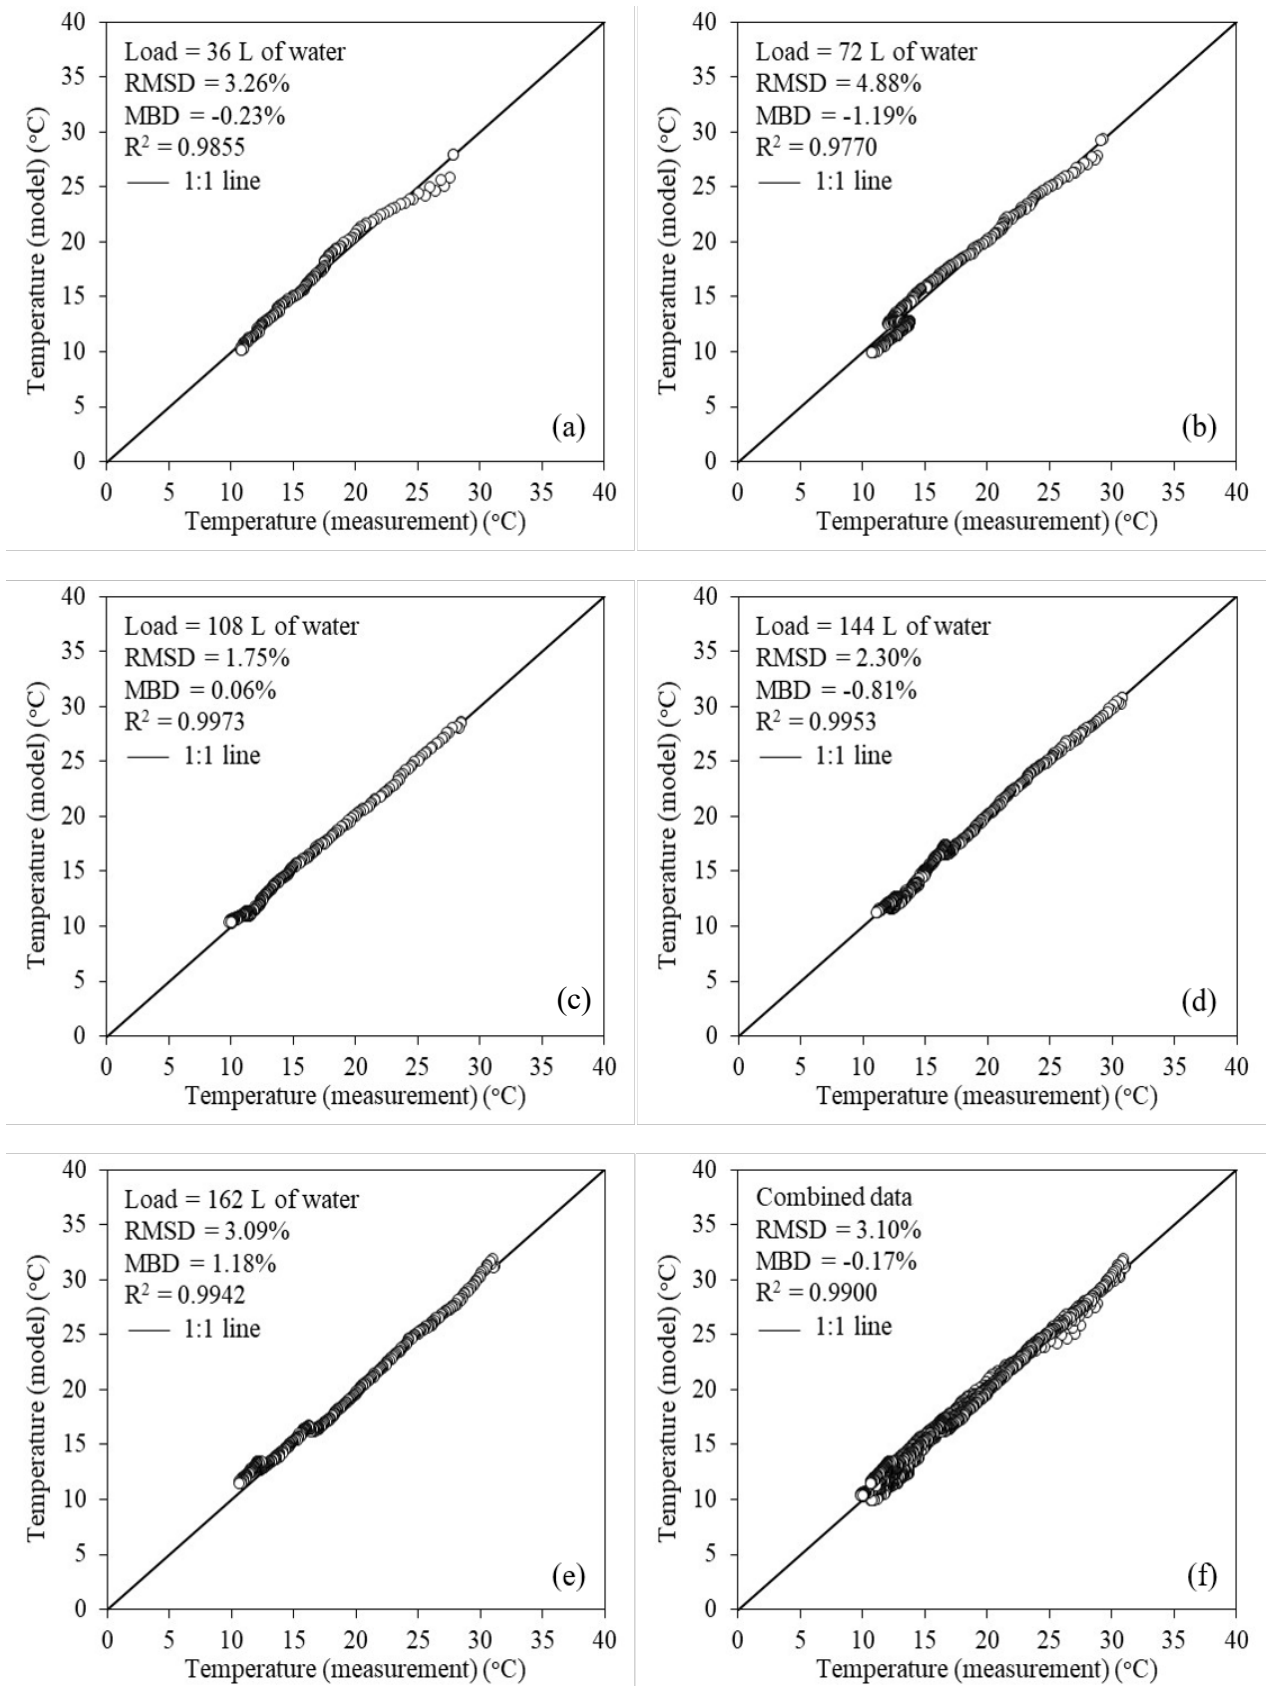 40
35
30
25
20
15
10
5
0
Temperature (model) (°C)
Load = 36 L of water
RMSD = 3.26%
MBD = -0.23%
R² = 0.9855
1:1 line
(a)
0 5 10 15 20 25 30 35 40
Temperature (measurement) (°C)
40
35
30
25
20
15
10
5
0
Temperature (model) (°C)
Load = 72 L of water
RMSD = 4.88%
MBD = -1.19%
R² = 0.9770
1:1 line
(b)
0 5 10 15 20 25 30 35 40
Temperature (measurement) (°C)
40
35
30
25
20
15
10
5
0
Temperature (model) (°C)
Load = 108 L of water
RMSD = 1.75%
MBD = 0.06%
R² = 0.9973
1:1 line
(c)
0 5 10 15 20 25 30 35 40
Temperature (measurement) (°C)
40
35
30
25
20
15
10
5
0
Temperature (model) (°C)
Load = 144 L of water
RMSD = 2.30%
MBD = -0.81%
R² = 0.9953
1:1 line
(d)
0 5 10 15 20 25 30 35 40
Temperature (measurement) (°C)
40
35
30
25
20
15
10
5
0
Temperature (model) (°C)
Load = 162 L of water
RMSD = 3.09%
MBD = 1.18%
R² = 0.9942
1:1 line
(e)
0 5 10 15 20 25 30 35 40
Temperature (measurement) (°C)
40
35
30
25
20
15
10
5
0
Temperature (model) (°C)
Combined data
RMSD = 3.10%
MBD = -0.17%
R² = 0.9900
1:1 line
(f)
0 5 10 15 20 25 30 35 40
Temperature (measurement) (°C)